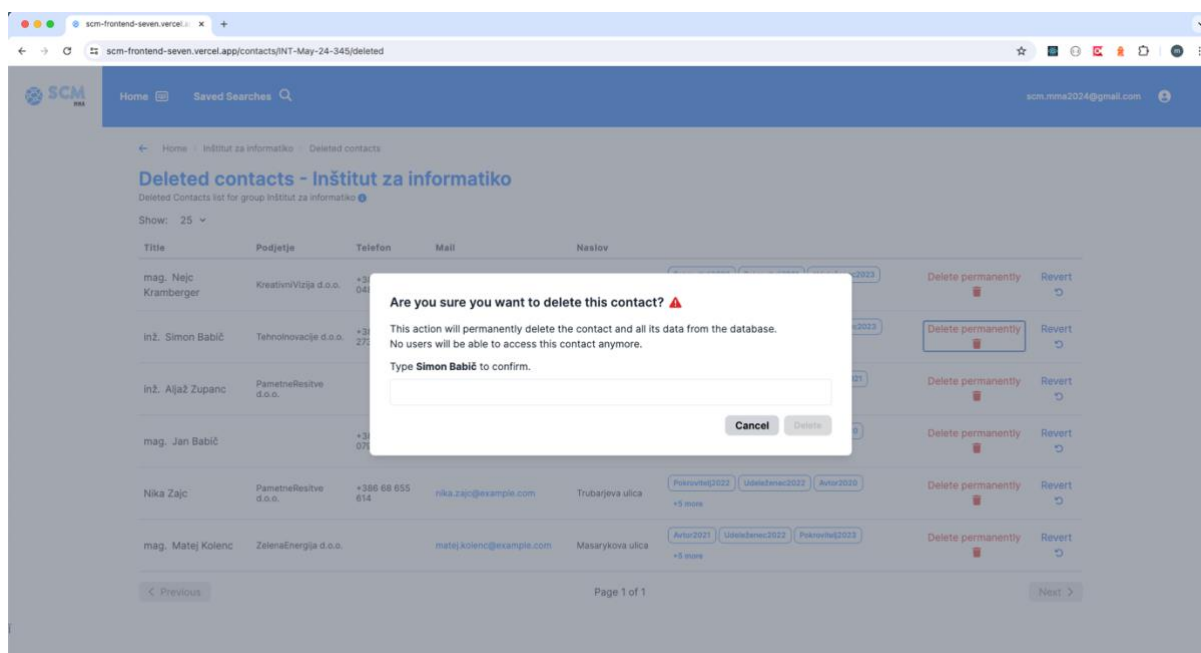 scm-frontend-seven.vercel.a
scm-frontend-seven.vercel.app/contacts/INT-May-24-345/deleted
SCM
Home
Saved Searches
scm.mma2024@gmail.com
Home
Inštitut za informatiko
Deleted contacts
Deleted contacts - Inštitut za informatiko
Deleted Contacts list for group Inštitut za informatiko
Show: 25
Title Podjetje Telefon Mail Naslov
mag. Nejc
Kramberger
KreativniVizija d.o.o.
Delete permanently Revert
Are you sure you want to delete this contact?
This action will permanently delete the contact and all its data from the database.
No users will be able to access this contact anymore.
Type Simon Babič to confirm.
Cancel Delete
inž. Simon Babič TehnoInovacije d.o.o.
Delete permanently Revert
inž. Aljaž Zupanc
PametneResitve
d.o.o.
Delete permanently Revert
mag. Jan Babič
Delete permanently Revert
Nika Zajc
PametneResitve
d.o.o.
+386 66 655
614
nika.zajc@example.com
Trubarjeva ulica
Pokrovitelj2022 Udeleženec2022 Avtor2020
+5 more
Delete permanently Revert
mag. Matej Kolenc
ZelenaEnergija d.o.o.
matej.kolenc@example.com
Masarykova ulica
Avtor2021 Udeleženec2022 Pokrovitelj2023
+5 more
Delete permanently Revert
Previous
Page 1 of 1
Next